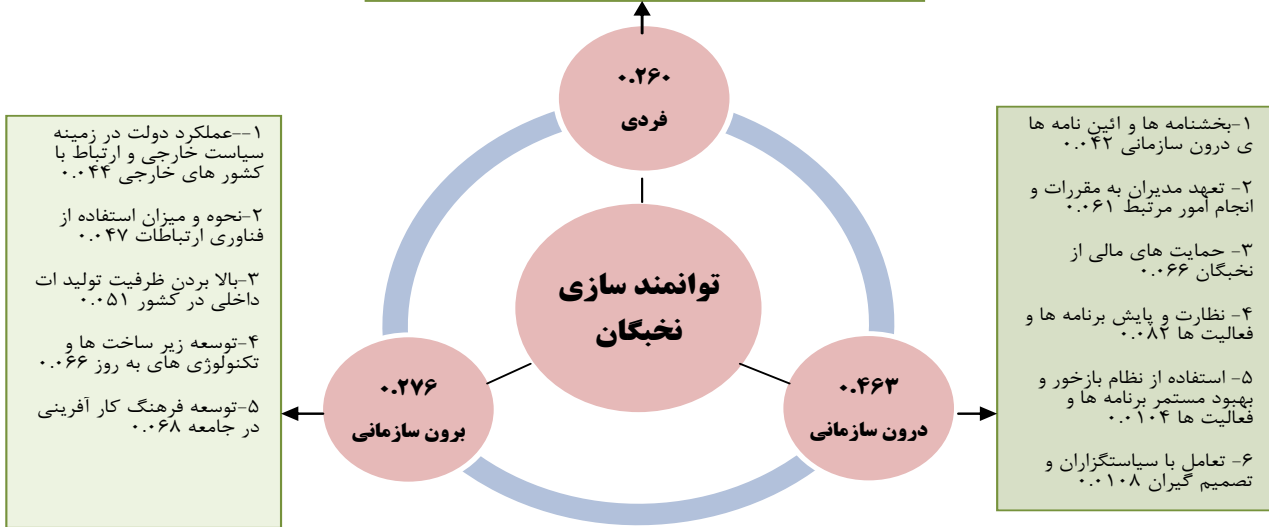 ۰.۲۶۰
فردی
۱-بخشنامه ها و ائین نامه ها
ی درون سازمانی ۰.۰۴۲
۲- تعهد مدیران به مقررات و
انجام امور مرتبط ۰.۰۶۱
۳- حمایت های مالی از
نخبگان ۰.۰۶۶
۴- نظارت و پایش برنامه ها و
فعالیت ها ۰.۰۸۲
۵- استفاده از نظام بازخور و
بهبود مستمر برنامه ها و
فعالیت ها ۰.۰۱۰۴
۶- تعامل با سیاستگزاران و
تصمیم گیران ۰.۰۱۰۸
توانمند سازی
نخبگان
۰.۴۶۳
درون سازمانی
۰.۲۷۶
برون سازمانی
۱--عملکرد دولت در زمینه
سیاست خارجی و ارتباط با
کشور های خارجی ۰.۰۴۴
۲-نحوه و میزان استفاده از
فناوری ارتباطات ۰.۰۴۷
۳-بالا بردن ظرفیت تولید ات
داخلی در کشور ۰.۰۵۱
۴-توسعه زیر ساخت ها و
تکنولوژی های به روز ۰.۰۶۶
۵-توسعه فرهنگ کار آفرینی
در جامعه ۰.۰۶۸